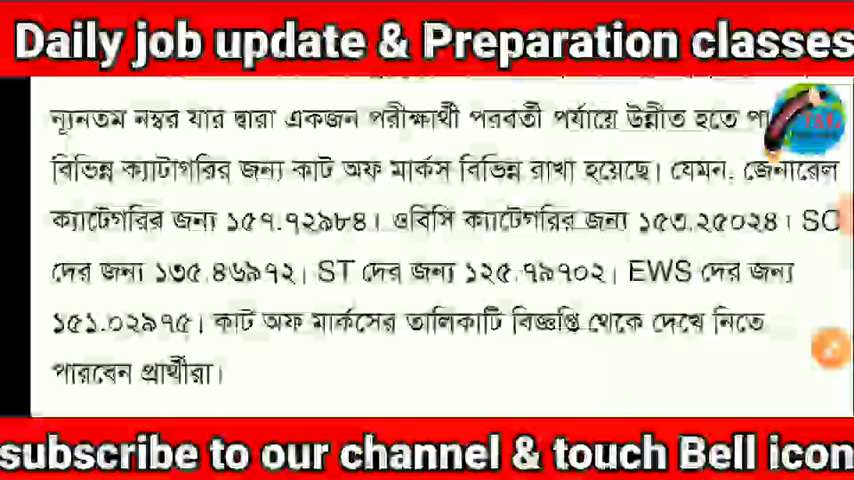 Daily job update & Preparation classes
ন্যূনতম নম্বর যার দ্বারা একজন পরীক্ষার্থী পরবর্তী পর্যায়ে উন্নীত হতে
বিভিন্ন ক্যাটাগরির জন্য কাট অফ মার্কস বিভিন্ন রাখা হয়েছে। যেমন, জেনারেল
ক্যাটেগরির জন্য ১৫৭.৭২৯৮৪। ওবিসি ক্যাটেগরির জন্য ১৫৩.২৫০২৪। SC
দের জন্য ১৩৫.৪৬৯৭২। ST দের জন্য ১২৫.৭৯৭০২। EWS দের জন্য
১৫১.০২৯৭৫। কাট অফ মার্কসের তালিকাটি বিজ্ঞপ্তি থেকে দেখে নিতে
পারবেন প্রার্থীরা।
subscribe to our channel & touch Bell icon